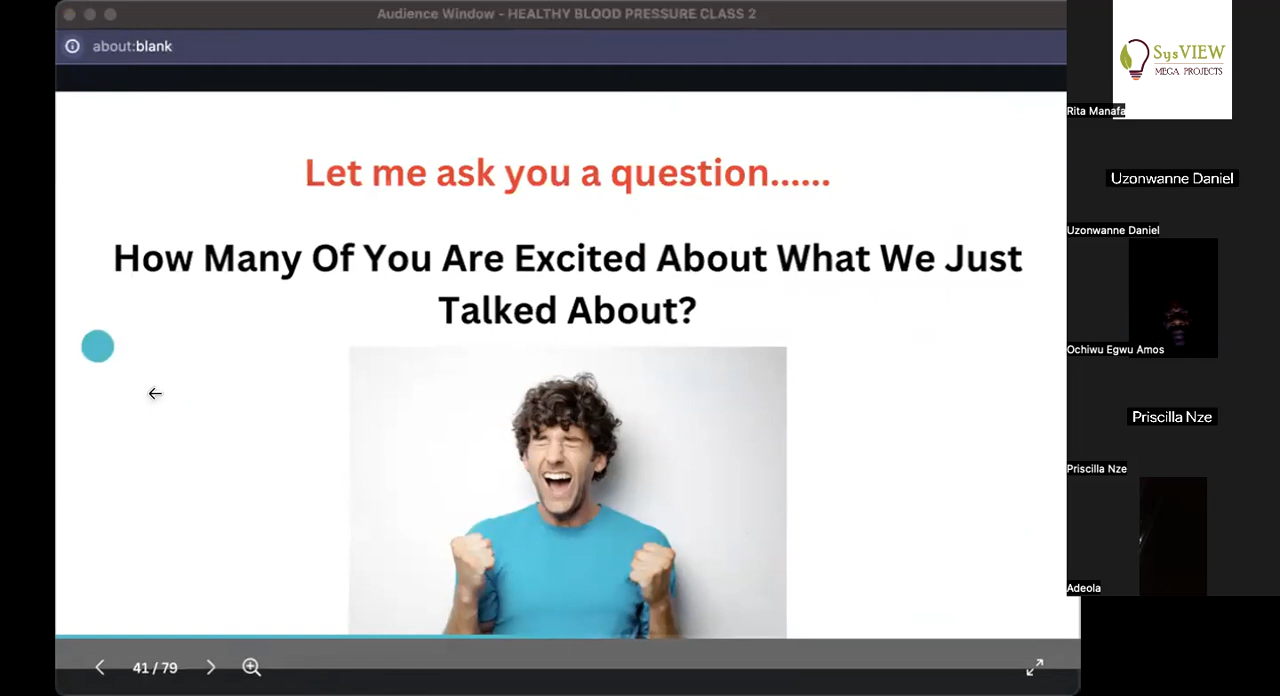 Audience Window - HEALTHY BLOOD PRESSURE CLASS 2
about:blank
Let me ask you a question......
How Many Of You Are Excited About What We Just
Talked About?
41 / 79
SysVIEW
MEGA PROJECTS
Rita Manafa
Uzonwanne Daniel
Uzonwanne Daniel
Ochiwu Egwu Amos
Priscilla Nze
Priscilla Nze
Adeola